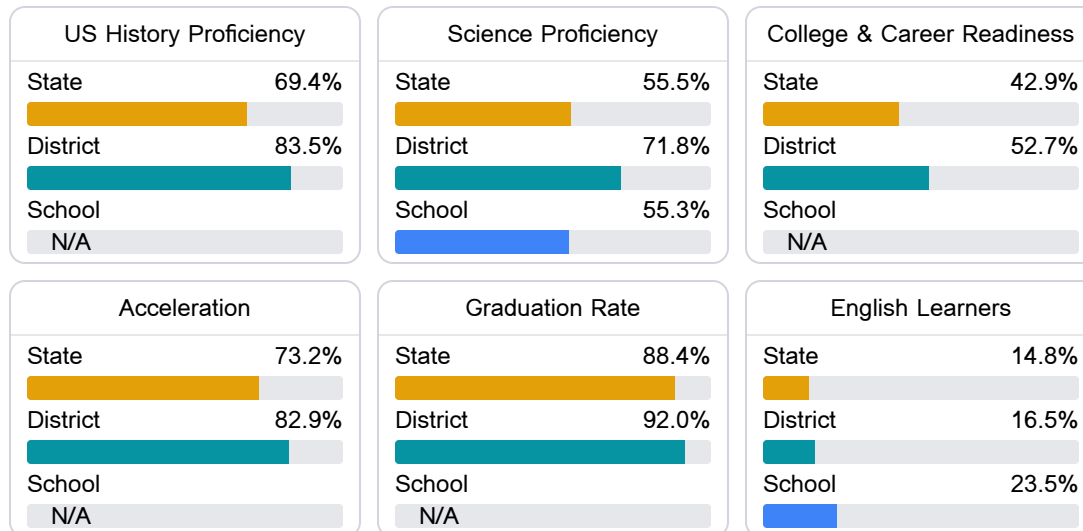 US History Proficiency
State 69.4%
District 83.5%
School
N/A
Science Proficiency
State 55.5%
District 71.8%
School 55.3%
College & Career Readiness
State 42.9%
District 52.7%
School
N/A
Acceleration
State 73.2%
District 82.9%
School
N/A
Graduation Rate
State 88.4%
District 92.0%
School
N/A
English Learners
State 14.8%
District 16.5%
School 23.5%